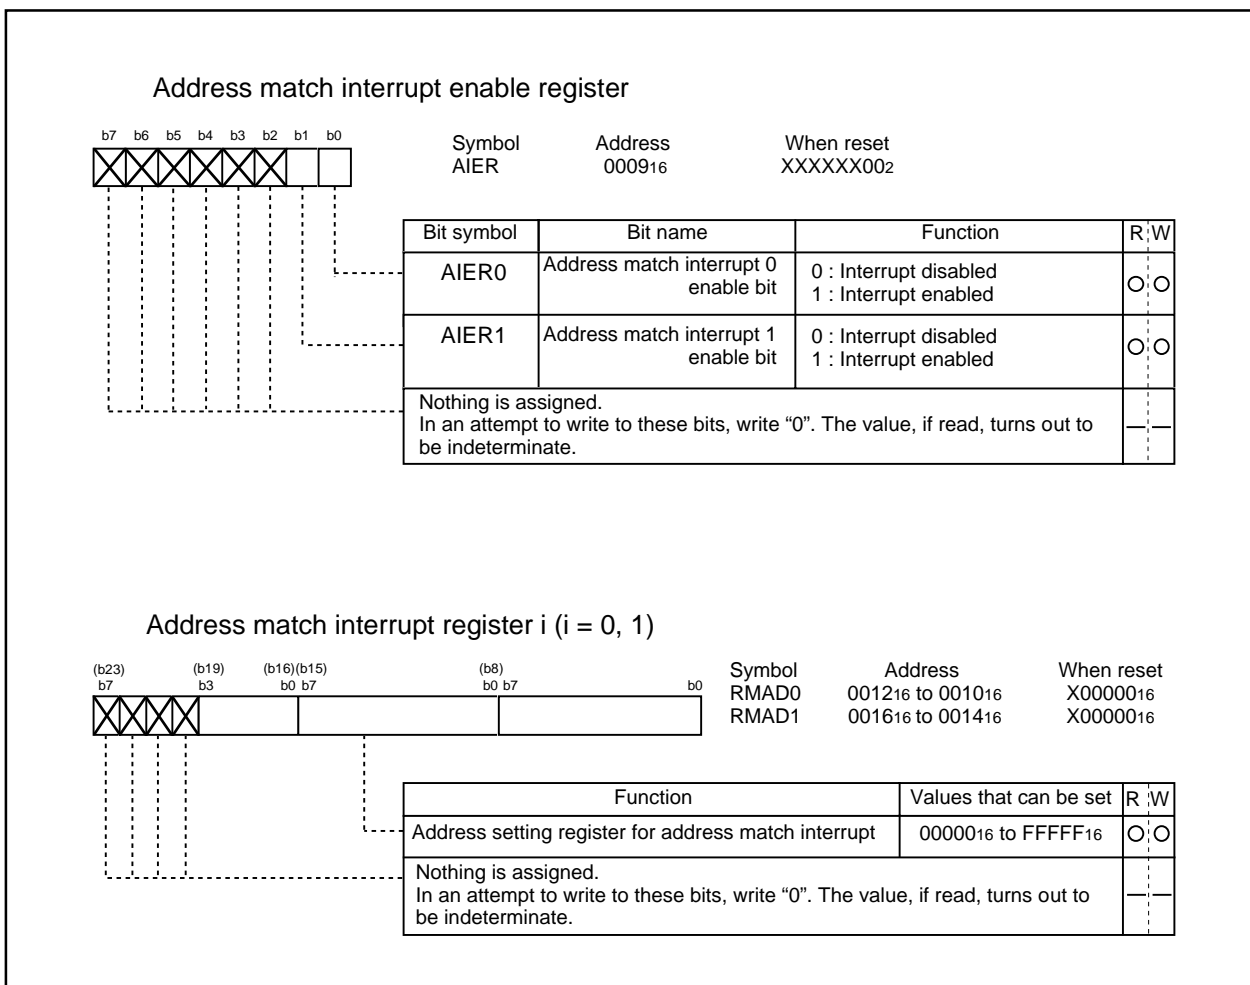 Address match interrupt enable register
b7 b6 b5 b4 b3 b2 b1 b0
Symbol Address When reset
AIER 000916 XXXXXX002
Bit symbol Bit name Function R W
AIER0 Address match interrupt 0 enable bit 0 : Interrupt disabled
1 : Interrupt enabled
AIER1 Address match interrupt 1 enable bit 0 : Interrupt disabled
1 : Interrupt enabled
Nothing is assigned.
In an attempt to write to these bits, write “0”. The value, if read, turns out to
be indeterminate.
Address match interrupt register i (i = 0, 1)
(b23) (b19) (b16)(b15) (b8)
b7 b3 b0 b7 b0 b7 b0
Symbol Address When reset
RMAD0 001216 to 001016 X0000016
RMAD1 001616 to 001416 X0000016
Function Values that can be set R W
Address setting register for address match interrupt 0000016 to FFFFF16
Nothing is assigned.
In an attempt to write to these bits, write “0”. The value, if read, turns out to
be indeterminate.